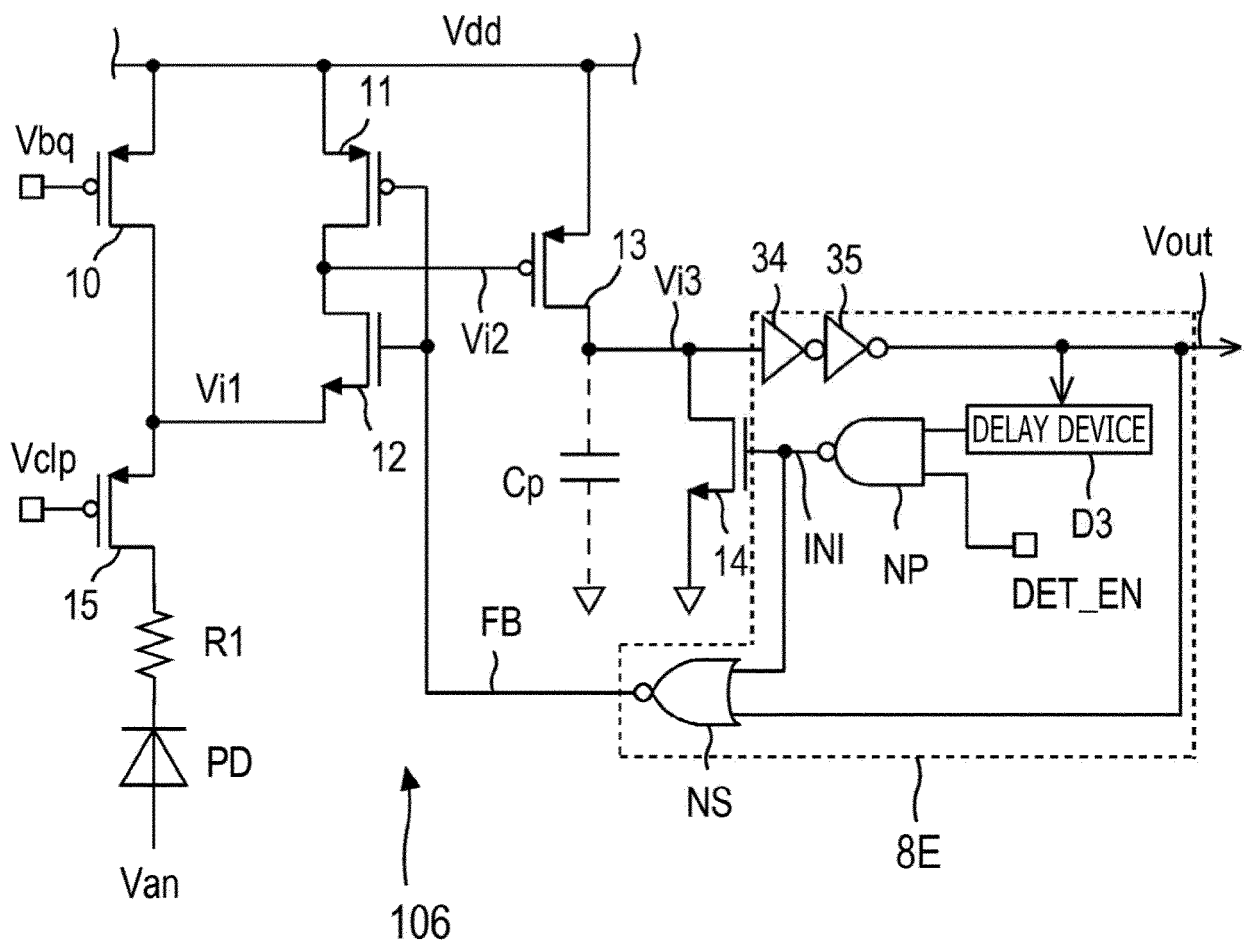 Vdd
11
Vbq
10
13
34
35
Vout
Vi3
Vi2
Vi1
12
DELAY DEVICE
Vclp
Cp
14
INI
NP
D3
15
DET_EN
R1
FB
PD
NS
8E
Van
106